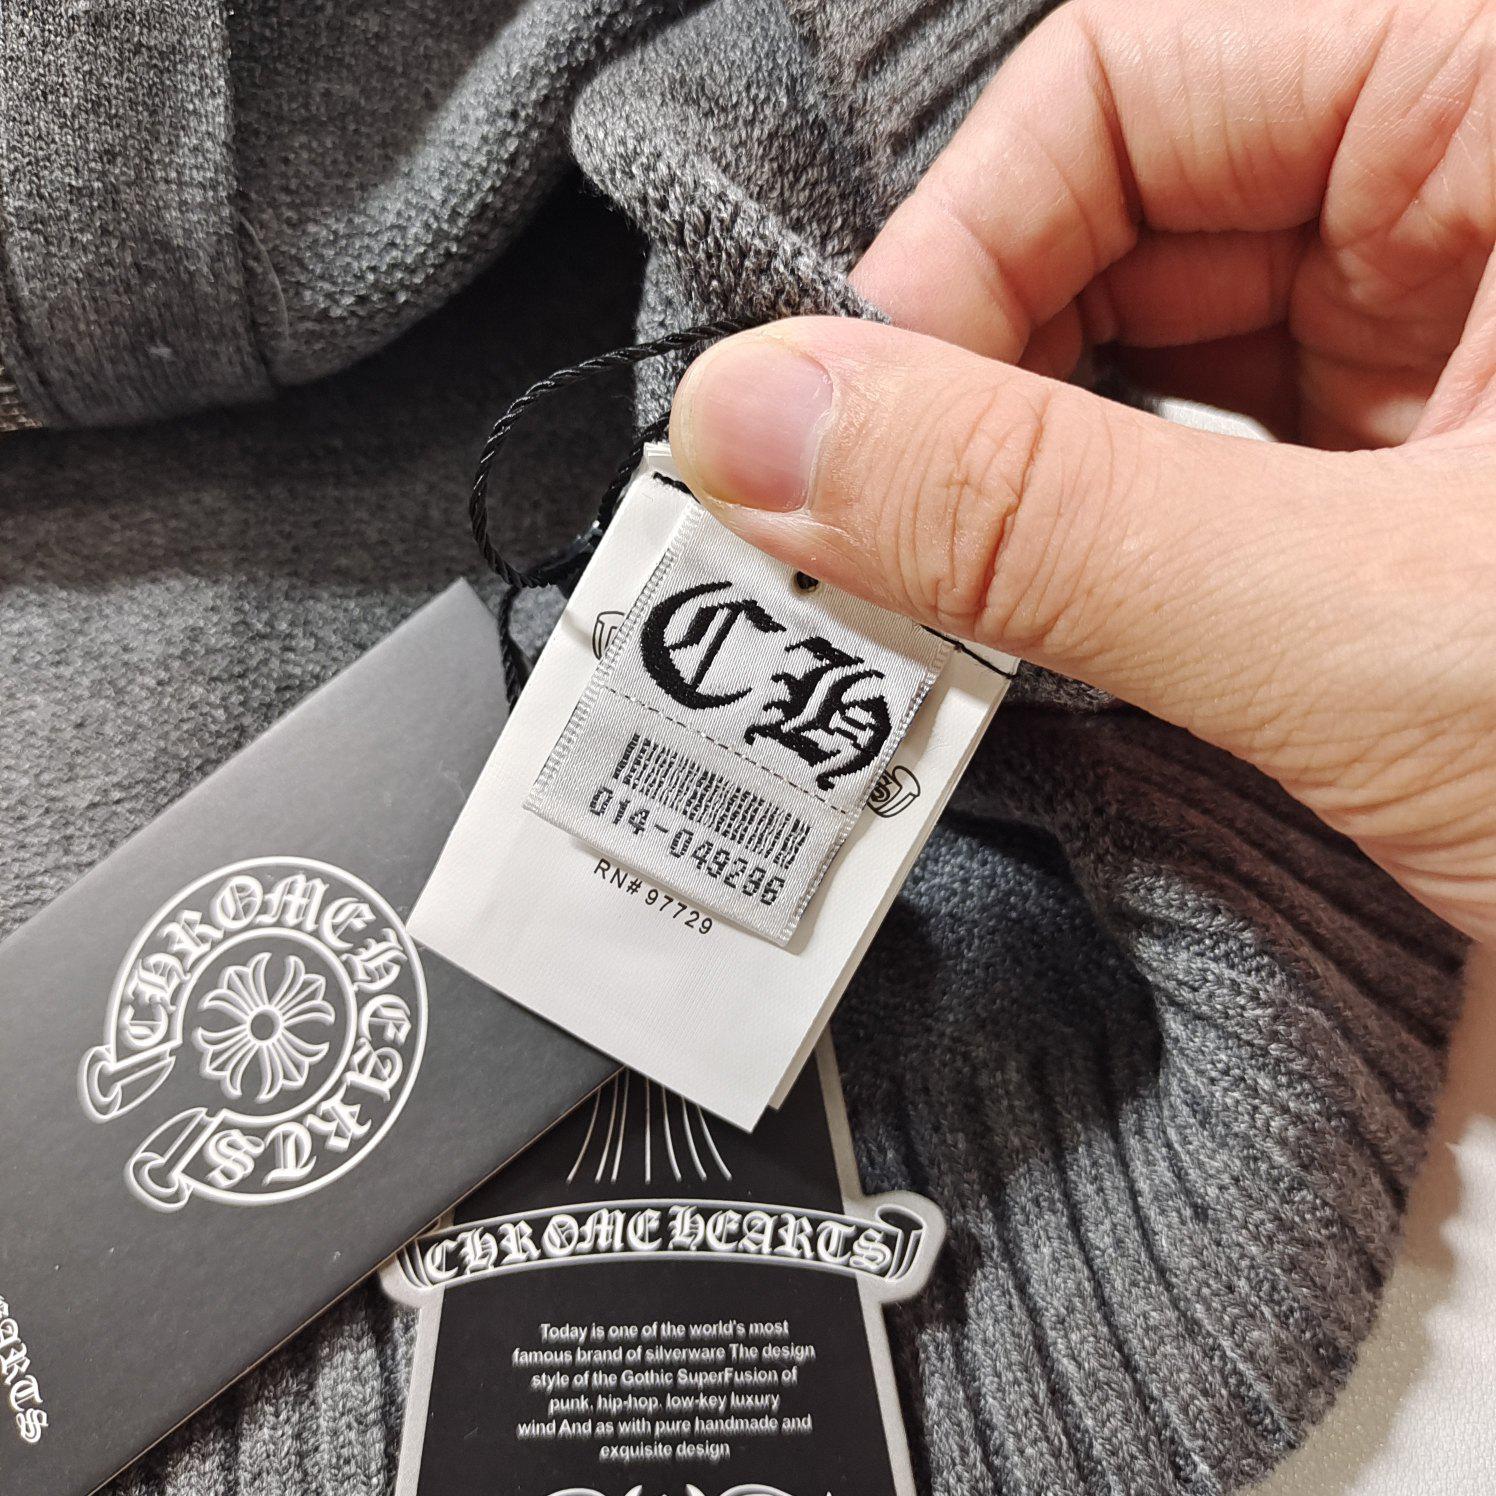 CH
014-049286
RN# 97729
CHROME HEARTS
CHROME HEARTS
Today is one of the world's most
famous brand of silverware The design
style of the Gothic SuperFusion of
punk, hip-hop, low-key luxury
wind And as with pure handmade and
exquisite design